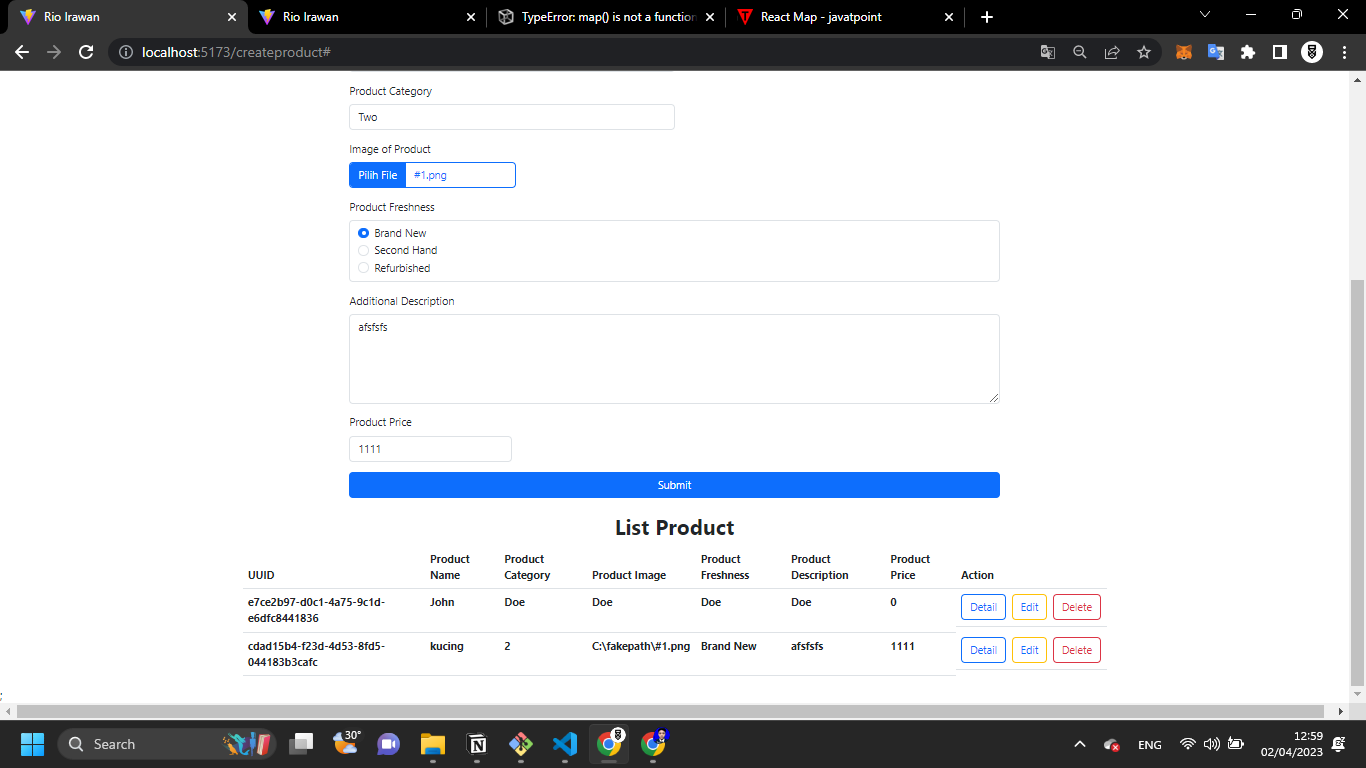 Rio Irawan
Rio Irawan
TypeError: map() is not a function
React Map - javatpoint
localhost:5173/createproduct#
Product Category
Two
Image of Product
Pilih File #1.png
Product Freshness
Brand New
Second Hand
Refurbished
Additional Description
afsfsfs
Product Price
1111
Submit
List Product
UUID Product Name Product Category Product Image Product Freshness Product Description Product Price Action
e7ce2b97-d0c1-4a75-9c1d-e6dfc8441836 John Doe Doe Doe Doe 0 Detail Edit Delete
cdad15b4-f23d-4d53-8fd5-044183b3cafc kucing 2 C:\fakepath\#1.png Brand New afsfsfs 1111 Detail Edit Delete
;
Search
30°
ENG
12:59
02/04/2023